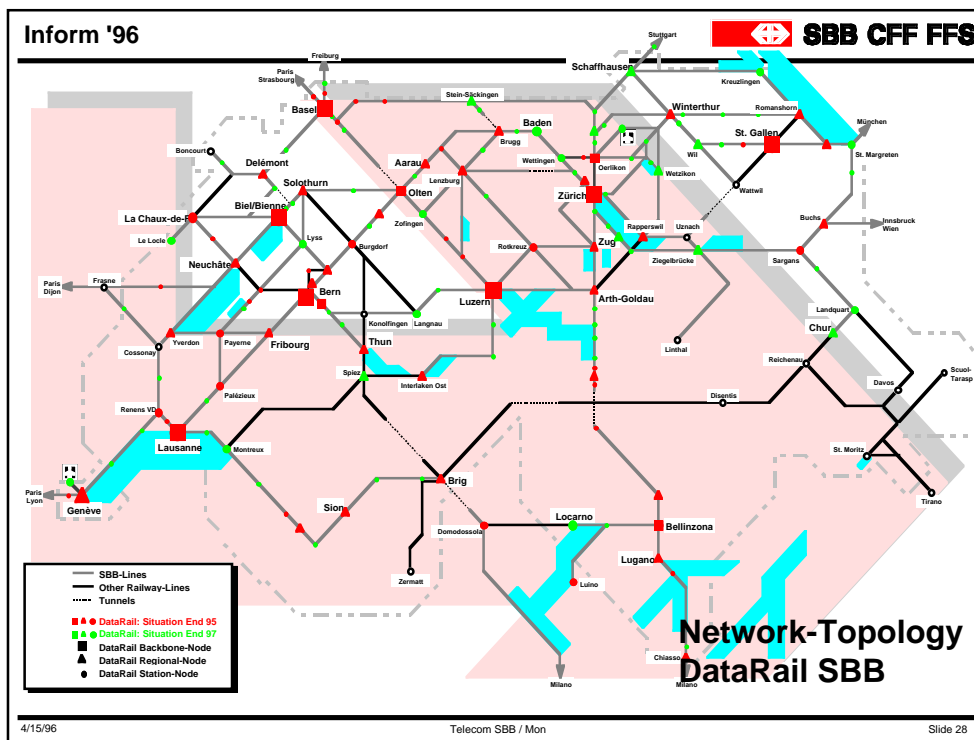 Inform '96
SBB CFF FFS
Stuttgart
Freiburg
Paris
Strasbourg
Schaffhausen
Kreuzlingen
Stein-Säckingen
Basel
Winterthur
Romanshorn
Baden
München
Boncourt
Brugg
St. Gallen
Delémont
Aarau
Wettingen
Oerlikon
Wil
St. Margreten
Lenzburg
Wetzikon
Solothurn
Olten
Wattwil
Biel/Bienne
Zürich
La Chaux-de-F
Zofingen
Rapperswil
Uznach
Buchs
Innsbruck
Wien
Le Locle
Lyss
Burgdorf
Rotkreuz
Zug
Ziegelbrücke
Sargans
Neuchâte
Paris
Dijon
Frasne
Bern
Luzern
Arth-Goldau
Landquart
Konolfingen
Langnau
Chur
Yverdon
Payerne
Fribourg
Thun
Linthal
Cossonay
Reichenau
Spiez
Interlaken Ost
Davos
Scuol-
Tarasp
Palézieux
Disentis
Renens VD
Lausanne
Montreux
St. Moritz
Brig
Paris
Lyon
Genève
Sion
Tirano
Domodossola
Locarno
Bellinzona
Zermatt
Lugano
Luino
SBB-Lines
Other Railway-Lines
Tunnels
DataRail: Situation End 95
DataRail: Situation End 97
DataRail Backbone-Node
DataRail Regional-Node
DataRail Station-Node
Chiasso
Milano
Milano
Network-Topology
DataRail SBB
4/15/96
Telecom SBB / Mon
Slide 28